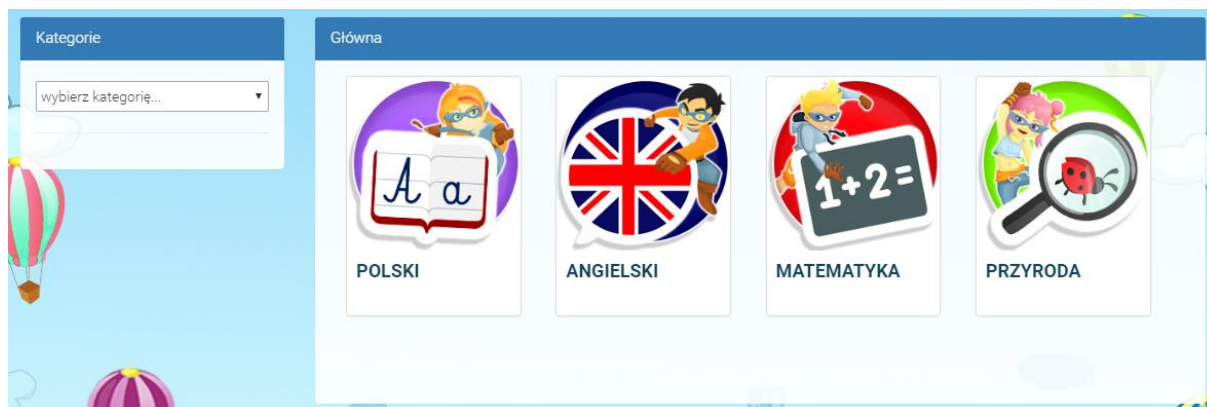 Kategorie
wybierz kategorię...
Główna
A a
1+2=
POLSKI
ANGIELSKI
MATEMATYKA
PRZYRODA